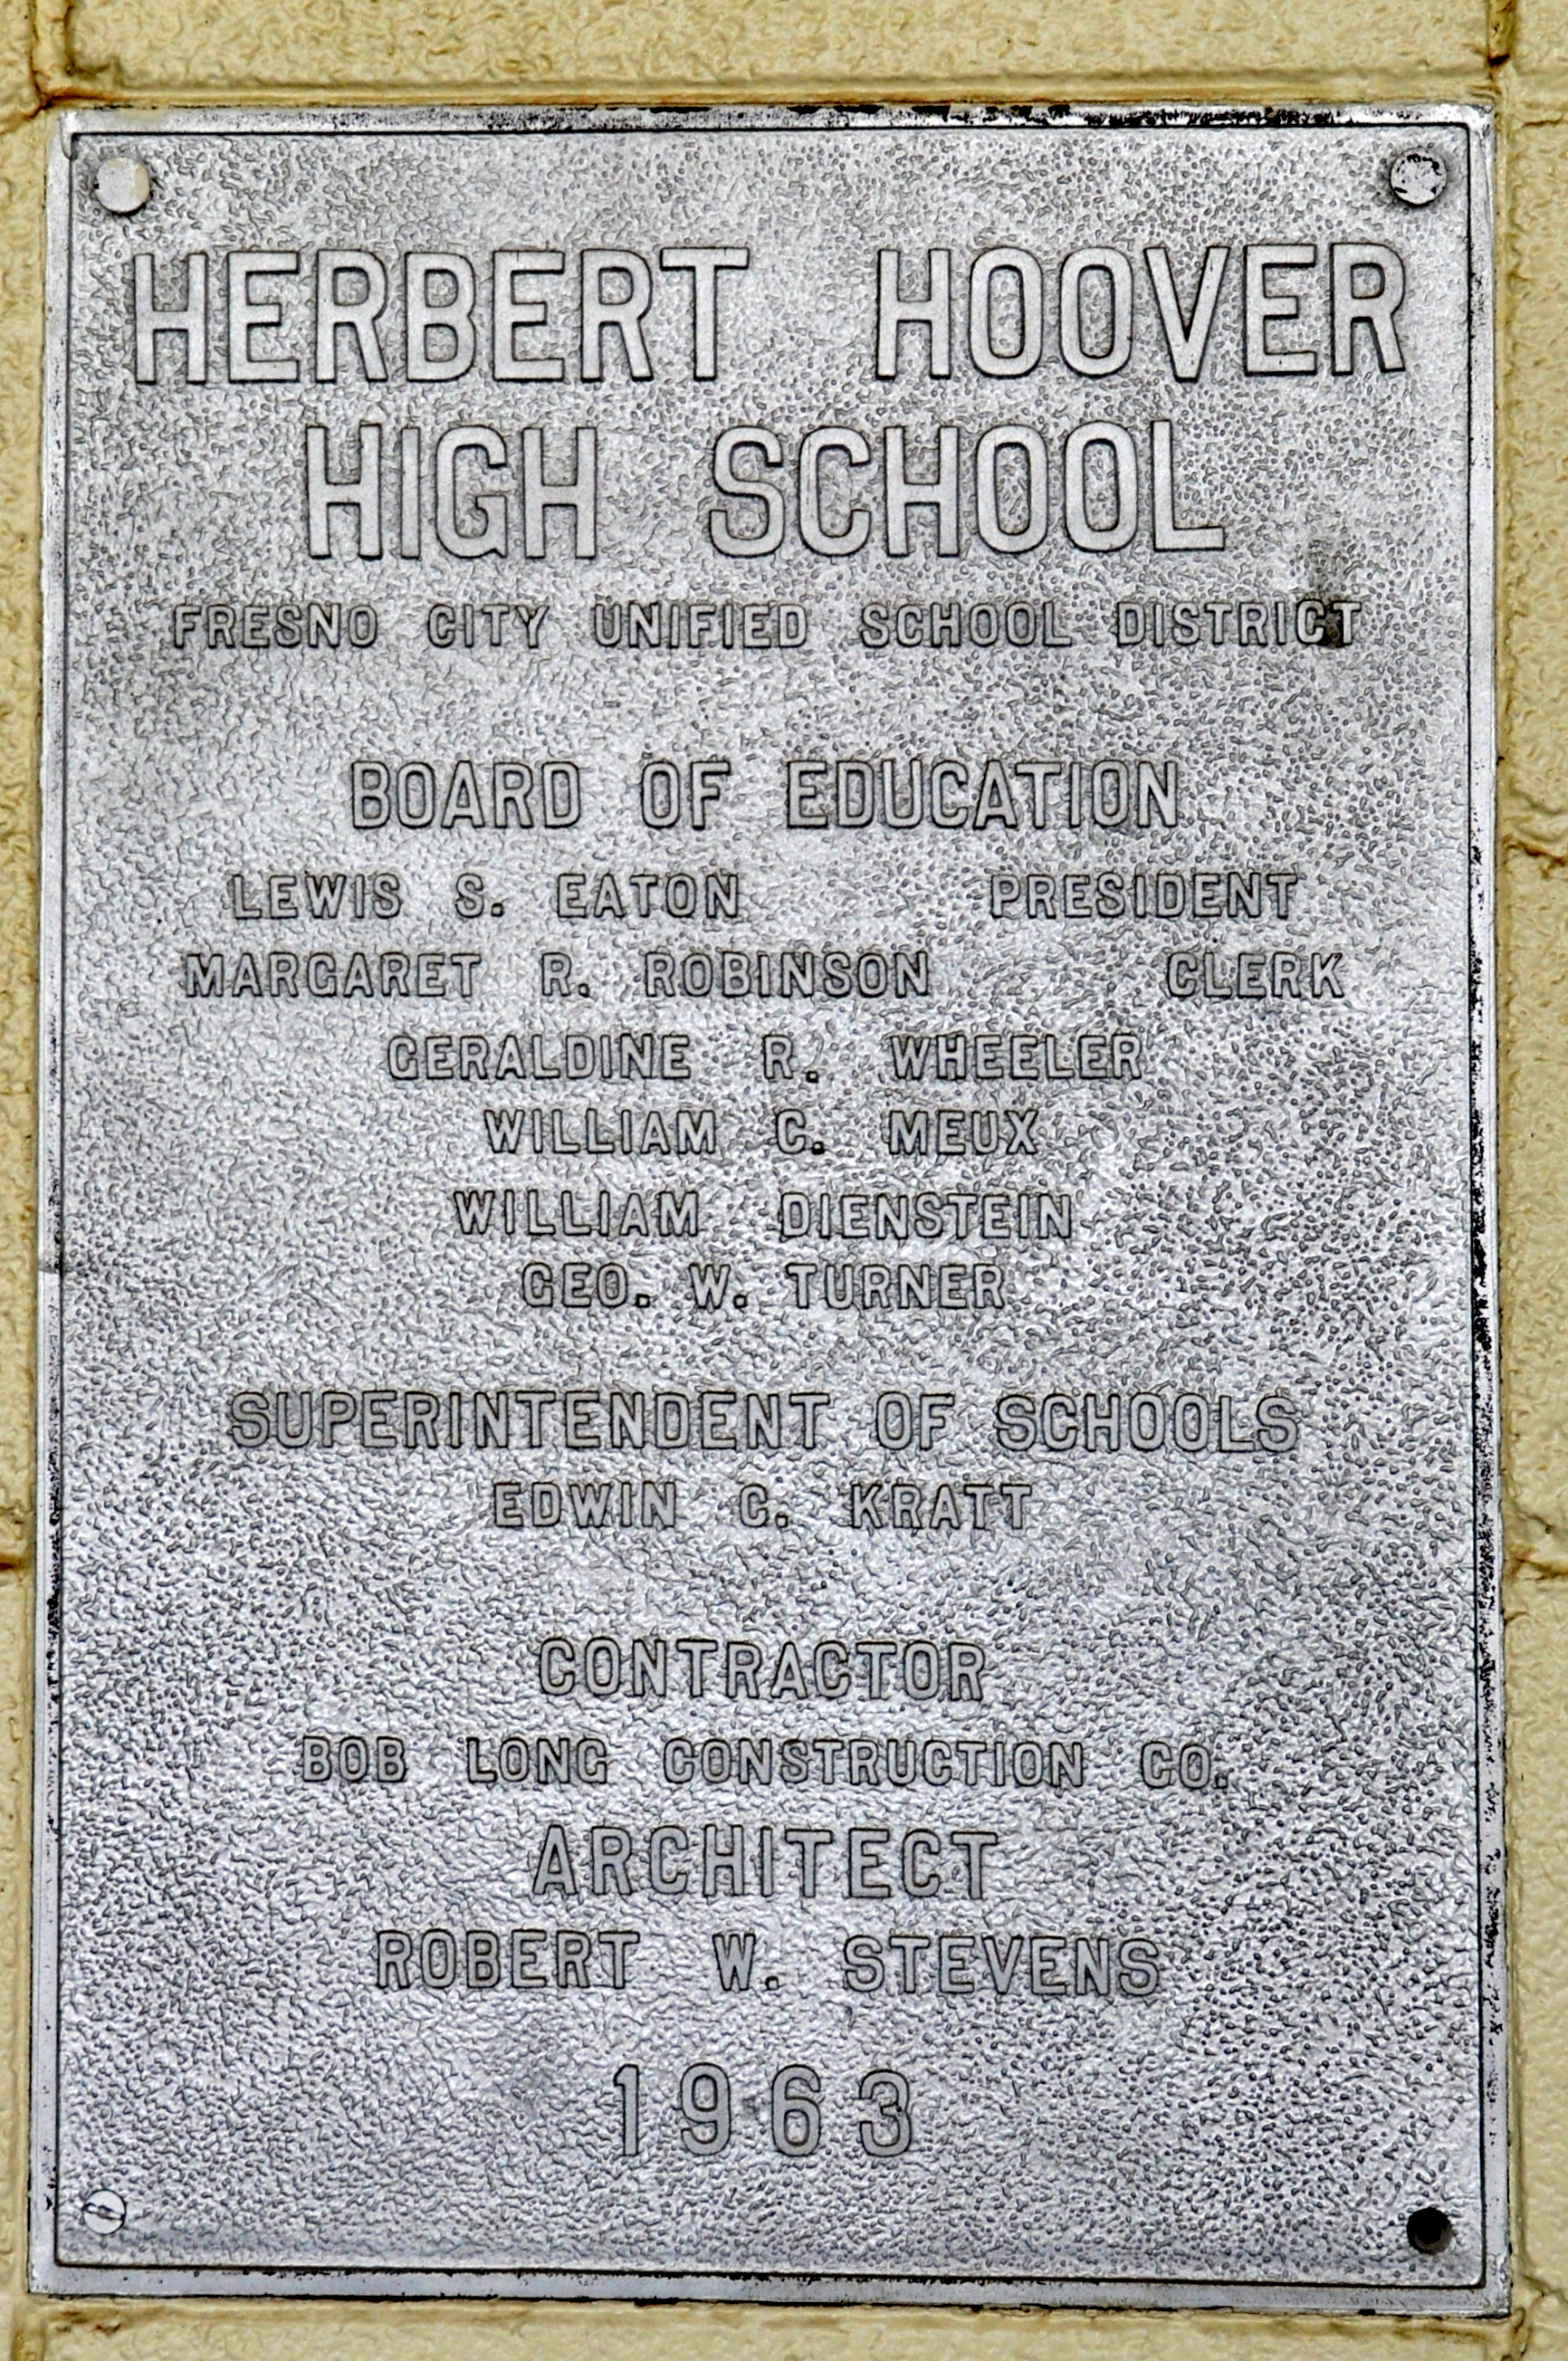 HERBERT HOOVER
HIGH SCHOOL
FRESNO CITY UNIFIED SCHOOL DISTRICT
BOARD OF EDUCATION
LEWIS S. EATON PRESIDENT
MARGARET R. ROBINSON CLERK
GERALDINE R. WHEELER
WILLIAM C. MEUX
WILLIAM DIENSTEIN
GEO. W. TURNER
SUPERINTENDENT OF SCHOOLS
EDWIN C. KRATT
CONTRACTOR
BOB LONG CONSTRUCTION CO.
ARCHITECT
ROBERT W. STEVENS
1963